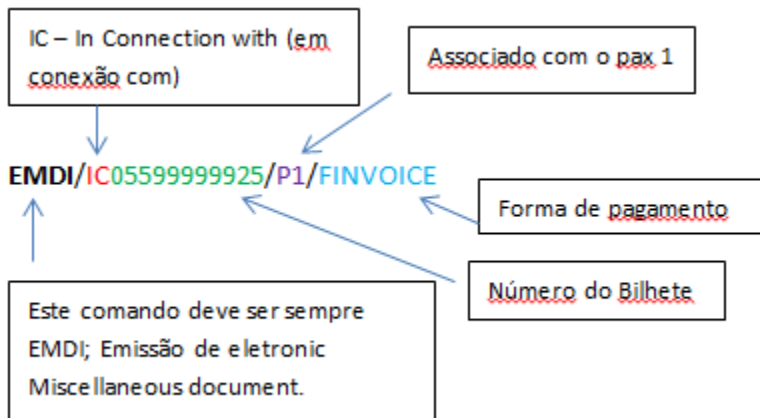 IC – In Connection with (em
conexão com)
Associado com o pax 1
EMDI/IC05599999925/P1/FINVOICE
Forma de pagamento
Número do Bilhete
Este comando deve ser sempre
EMDI; Emissão de eletronic
Miscellaneous document.